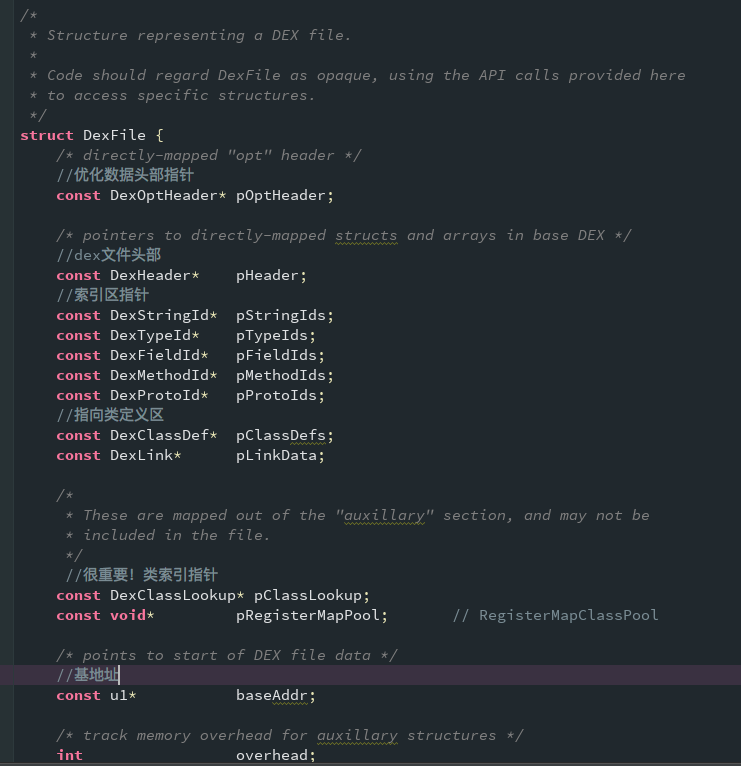 /*
 * Structure representing a DEX file.
 *
 * Code should regard DexFile as opaque, using the API calls provided here
 * to access specific structures.
 */
struct DexFile {
    /* directly-mapped "opt" header */
    //优化数据头部指针
    const DexOptHeader* pOptHeader;

    /* pointers to directly-mapped structs and arrays in base DEX */
    //dex文件头部
    const DexHeader*    pHeader;
    //索引区指针
    const DexStringId*  pStringIds;
    const DexTypeId*    pTypeIds;
    const DexFieldId*   pFieldIds;
    const DexMethodId*  pMethodIds;
    const DexProtoId*   pProtoIds;
    //指向类定义区
    const DexClassDef*  pClassDefs;
    const DexLink*      pLinkData;

    /*
     * These are mapped out of the "auxillary" section, and may not be
     * included in the file.
     */
     //很重要！类索引指针
    const DexClassLookup* pClassLookup;
    const void*         pRegisterMapPool;       // RegisterMapClassPool

    /* points to start of DEX file data */
    //基地址
    const u1*           baseAddr;

    /* track memory overhead for auxillary structures */
    int                 overhead;